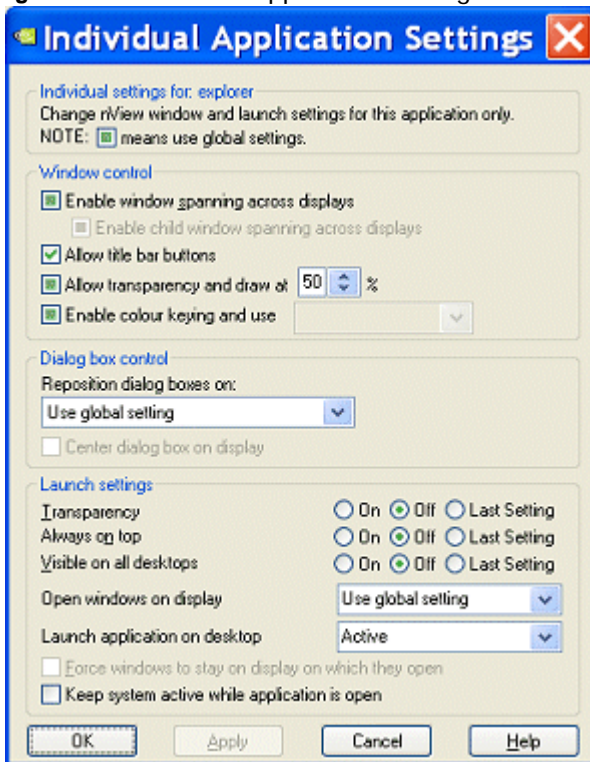 Individual Application Settings
Individual settings for: explorer
Change nView window and launch settings for this application only.
NOTE: means use global settings.
Window control
Enable window spanning across displays
Enable child window spanning across displays
Allow title bar buttons
Allow transparency and draw at 50 %
Enable colour keying and use
Dialog box control
Reposition dialog boxes on:
Use global setting
Center dialog box on display
Launch settings
Transparency On Off Last Setting
Always on top On Off Last Setting
Visible on all desktops On Off Last Setting
Open windows on display Use global setting
Launch application on desktop Active
Force windows to stay on display on which they open
Keep system active while application is open
OK Apply Cancel Help